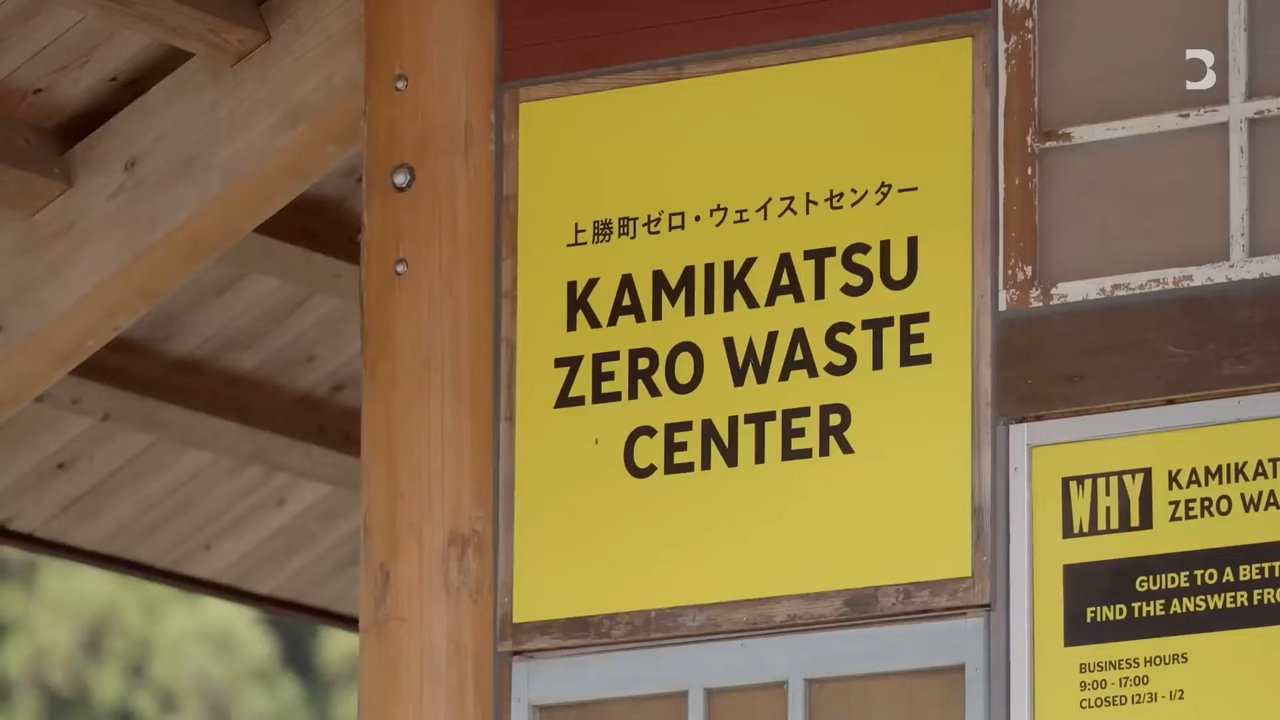 上勝町ゼロ・ウェイストセンター
KAMIKATSU
ZERO WASTE
CENTER
WHY
KAMIKAT
ZERO WA
GUIDE TO A BETT
FIND THE ANSWER FRO
BUSINESS HOURS
9:00 - 17:00
CLOSED 12/31 - 1/2